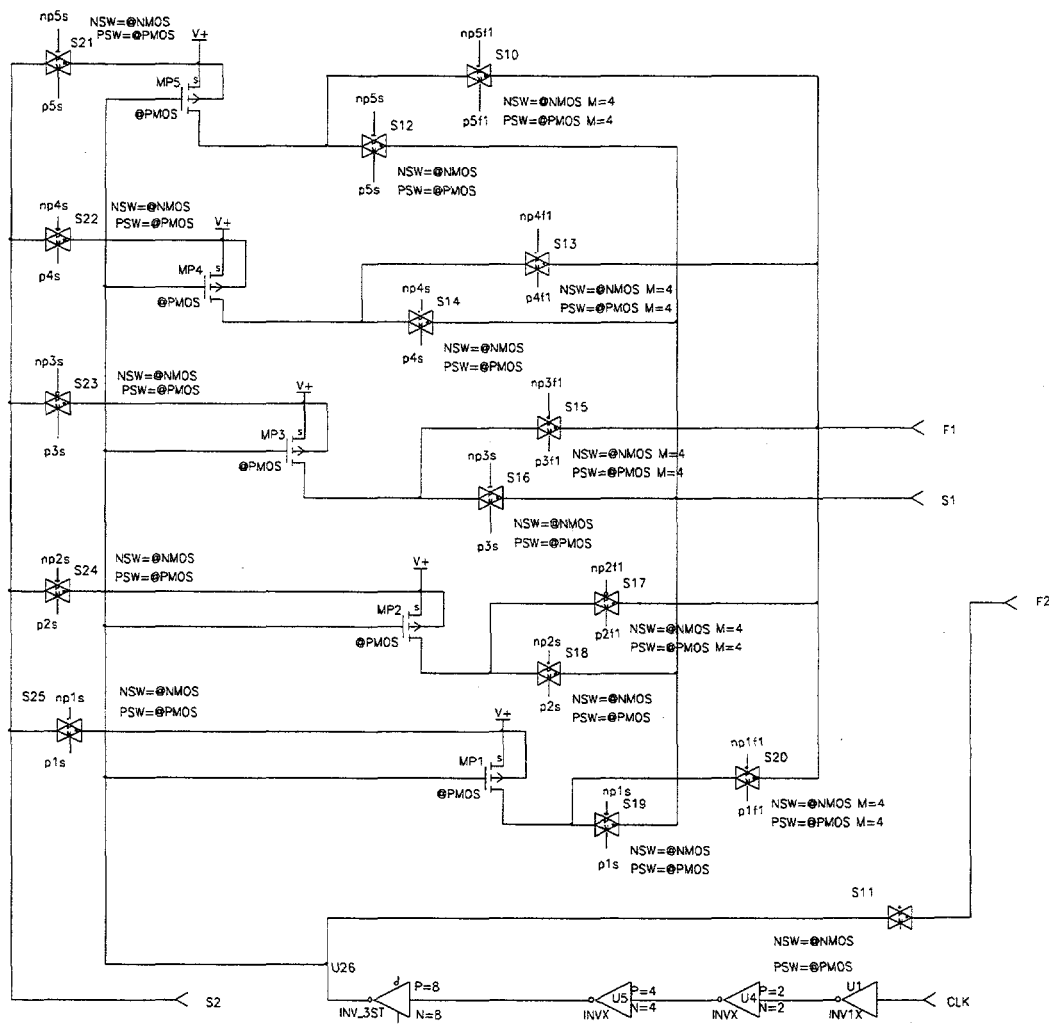 np5s
NSW=@NMOS
PSW=@PMOS
S21
V+
p5s
MP5
S
@PMOS
np5f1
S10
NSW=@NMOS M=4
PSW=@PMOS M=4
p5f1
np5s
S12
NSW=@NMOS
PSW=@PMOS
p5s
np4s
NSW=@NMOS
PSW=@PMOS
S22
V+
p4s
MP4
S
@PMOS
np4f1
S13
p4f1
NSW=@NMOS M=4
PSW=@PMOS M=4
np4s
S14
p4s
NSW=@NMOS
PSW=@PMOS
np3s
S23
NSW=@NMOS
PSW=@PMOS
V+
p3s
MP3
S
@PMOS
np3f1
S15
p3f1
NSW=@NMOS M=4
PSW=@PMOS M=4
F1
np3s
S16
p3s
NSW=@NMOS
PSW=@PMOS
S1
np2s
S24
NSW=@NMOS
PSW=@PMOS
V+
p2s
MP2
S
@PMOS
np2f1
S17
p2f1
NSW=@NMOS M=4
PSW=@PMOS M=4
F2
np2s
S18
p2s
NSW=@NMOS
PSW=@PMOS
S25
np1s
NSW=@NMOS
PSW=@PMOS
V+
p1s
MP1
S
@PMOS
np1f1
S20
p1f1
NSW=@NMOS M=4
PSW=@PMOS M=4
np1s
S19
p1s
NSW=@NMOS
PSW=@PMOS
S11
NSW=@NMOS
PSW=@PMOS
U26
S2
INV_3ST
P=8
N=8
U5
INVX
P=4
N=4
U4
INVX
P=2
N=2
U1
INV1X
CLK